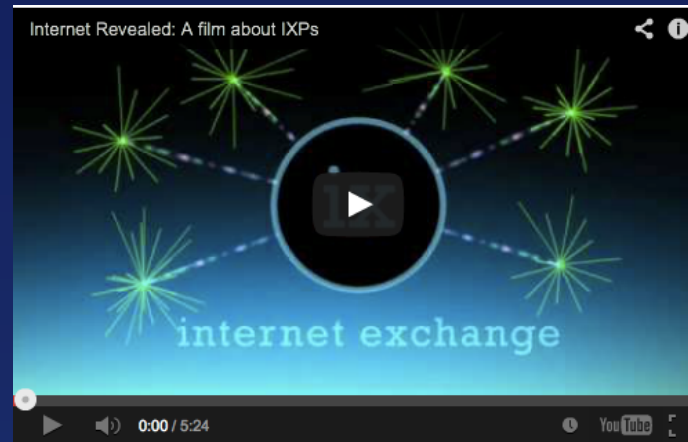 Internet Revealed: A film about IXPs
IX
internet exchange
0:00 / 5:24
YouTube